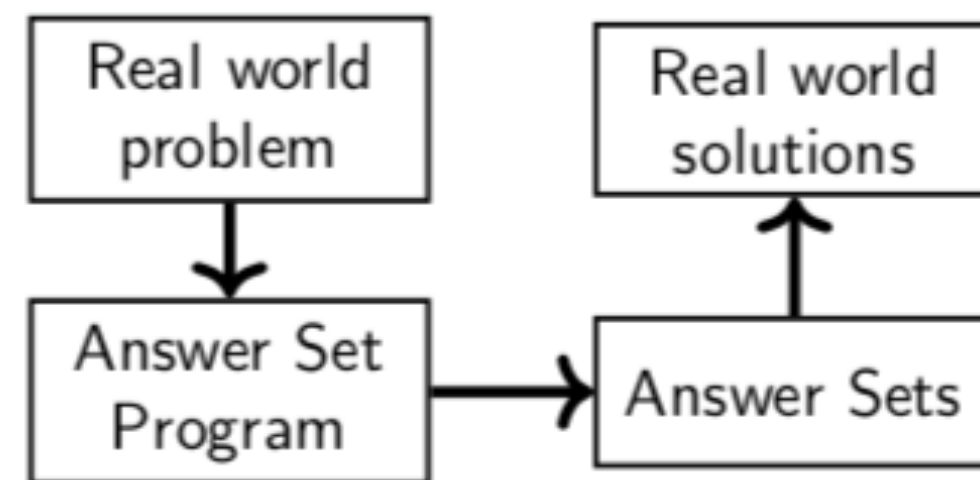 Real world
problem
Answer Set
Program
Answer Sets
Real world
solutions